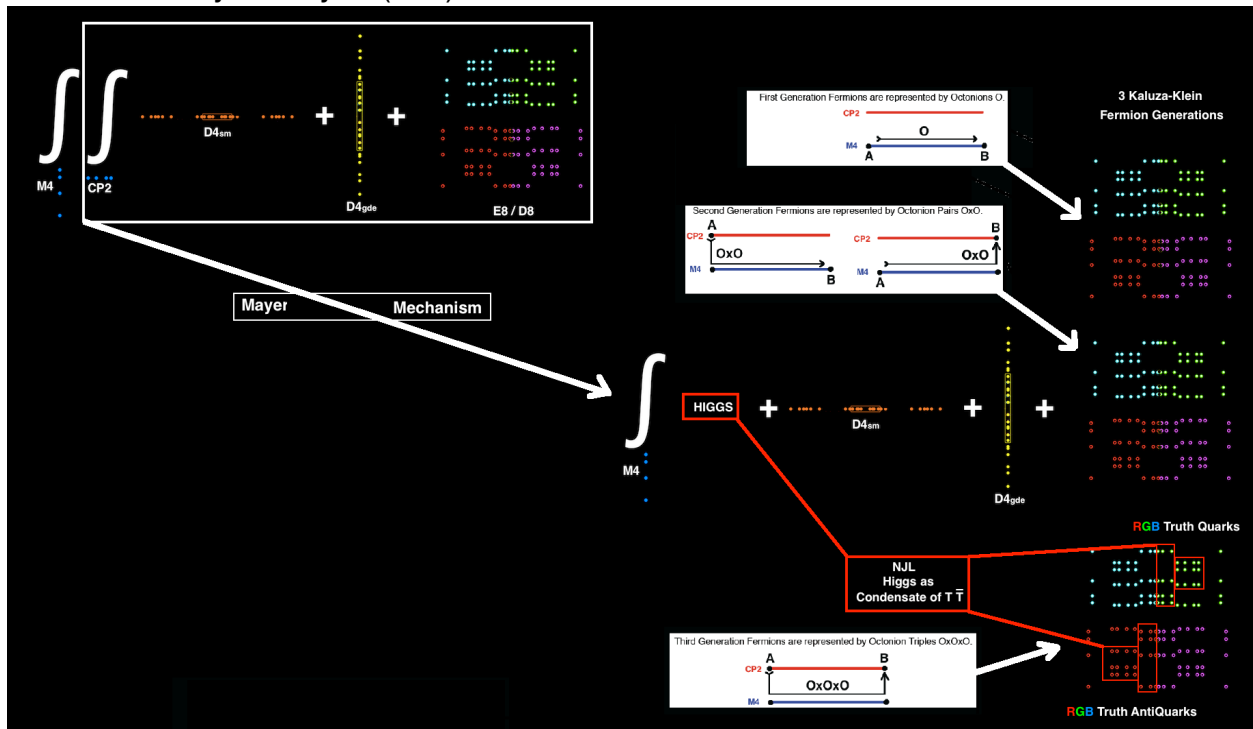 M4
CP2
D4sm
D4gde
E8 / D8
First Generation Fermions are represented by Octonions O.
CP2
O
M4
A
B
3 Kaluza-Klein
Fermion Generations
Second Generation Fermions are represented by Octonion Pairs OxO.
A
CP2
OxO
M4
B
CP2
B
OxO
M4
A
Mayer
Mechanism
M4
HIGGS
D4sm
D4gde
NJL
Higgs as
Condensate of T T̅
RGB Truth Quarks
Third Generation Fermions are represented by Octonion Triples OxOxO.
A
B
CP2
OxOxO
M4
RGB Truth AntiQuarks